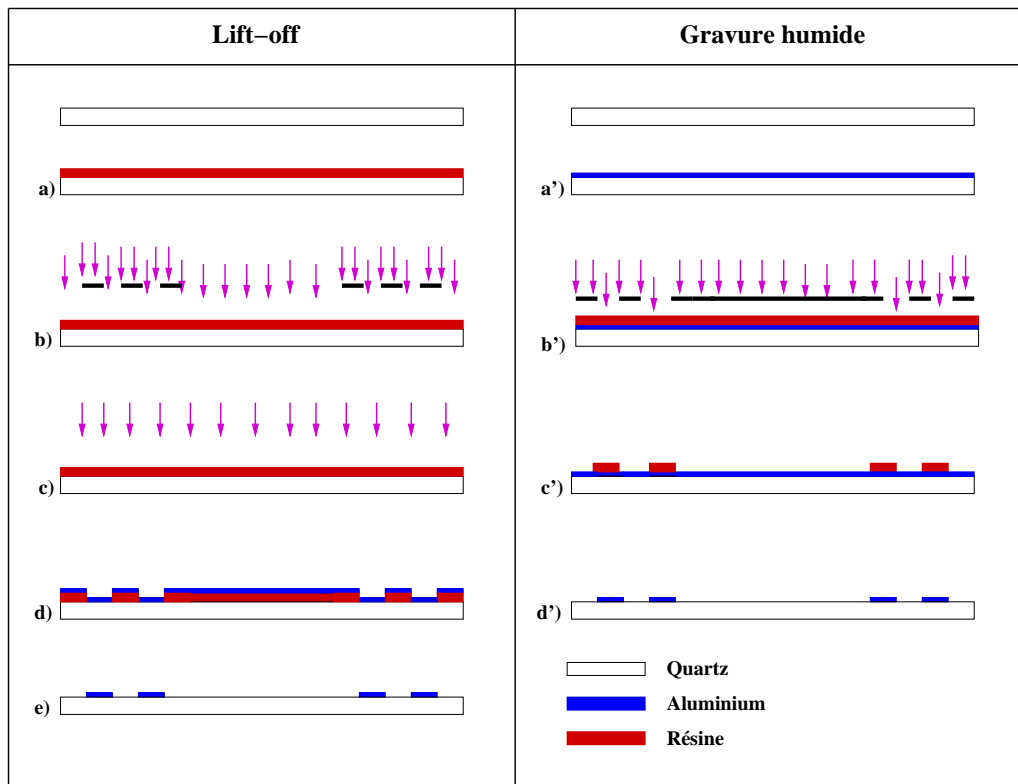 Lift−off
Gravure humide
a)
a')
b)
b')
c)
c')
d)
d')
e)
Quartz
Aluminium
Résine